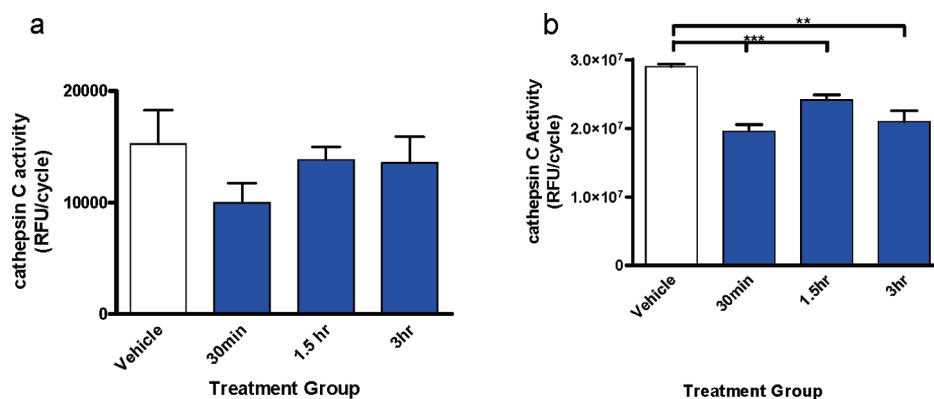 a
cathepsin C activity
(RFU/cycle)
20000
10000
0
Vehicle
30min
1.5 hr
3hr
Treatment Group
b
**
***
cathepsin C Activity
(RFU/cycle)
3.0×10⁷
2.0×10⁷
1.0×10⁷
0
Vehicle
30min
1.5hr
3hr
Treatment Group